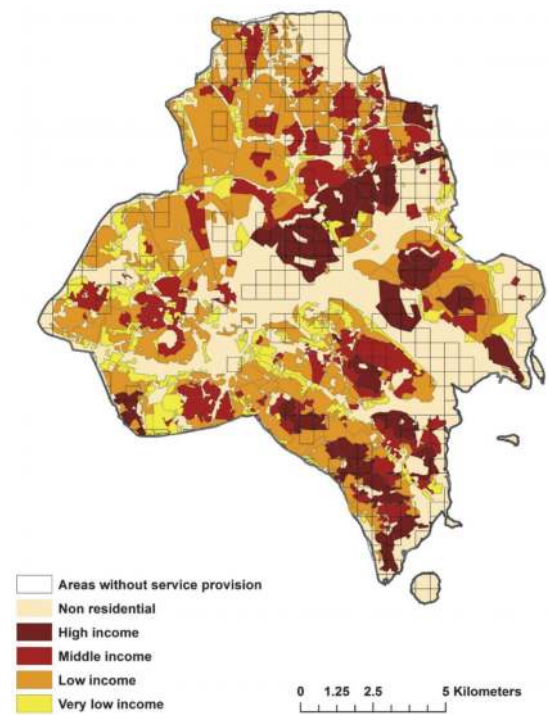 Areas without service provision
Non residential
High income
Middle income
Low income
Very low income
0 1.25 2.5 5 Kilometers